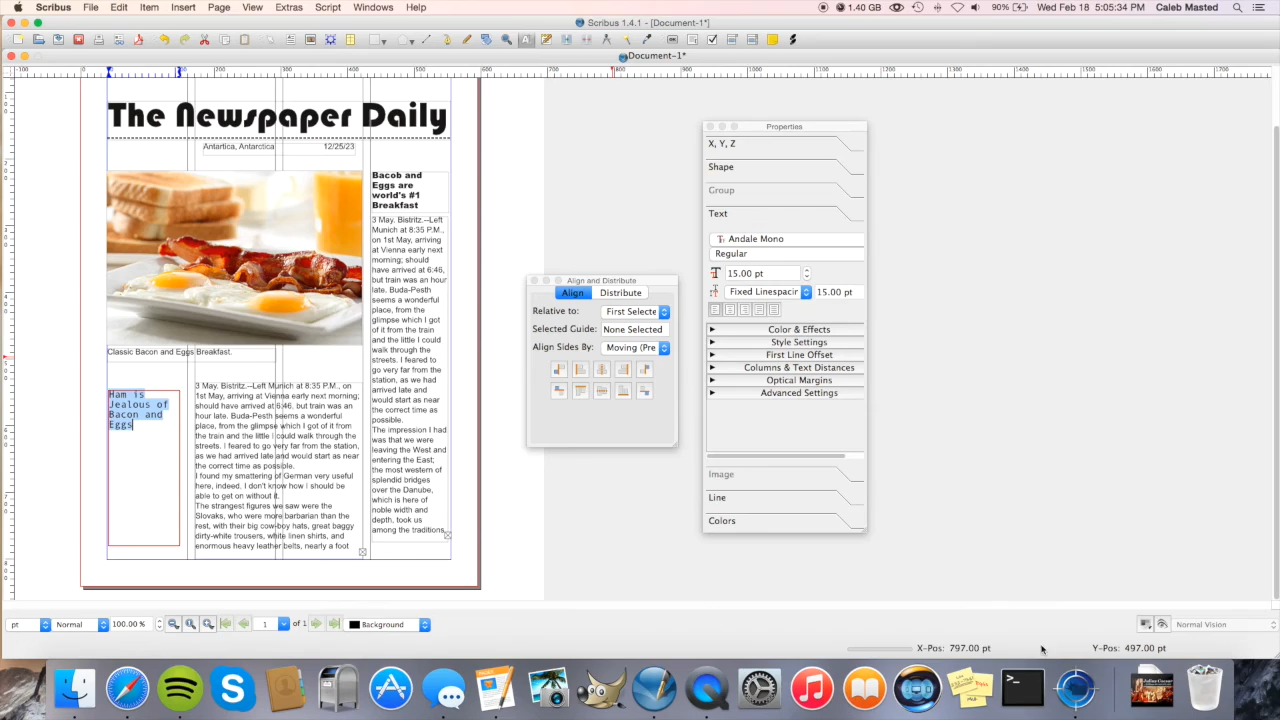 Scribus File Edit Item Insert Page View Extras Script Windows Help 1.40 GB 90% Wed Feb 18 5:05:34 PM Caleb Masted
Scribus 1.4.1 - [Document-1*]
Document-1*
-100 0 100 200 300 400 500 600 700 800 900 1000 1100 1200 1300 1400 1500 1600 1700
The Newspaper Daily
Antartica, Antarctica 12/25/23
Bacob and
Eggs are
world's #1
Breakfast
3 May. Bistritz.--Left
Munich at 8:35 P.M.,
on 1st May, arriving
at Vienna early next
morning; should
have arrived at 6:46,
but train was an hour
late. Buda-Pesth
seems a wonderful
place, from the
glimpse which I got
of it from the train
and the little I could
walk through the
streets. I feared to
go very far from the
station, as we had
arrived late and
would start as near
the correct time as
possible.
The impression I had
was that we were
leaving the West and
entering the East;
the most western of
splendid bridges
over the Danube,
which is here of
noble width and
depth, took us
among the traditions
Classic Bacon and Eggs Breakfast.
Ham is
Jealous of
Bacon and
Eggs
3 May. Bistritz.--Left Munich at 8:35 P.M., on
1st May, arriving at Vienna early next morning;
should have arrived at 6:46, but train was an
hour late. Buda-Pesth seems a wonderful
place, from the glimpse which I got of it from
the train and the little I could walk through the
streets. I feared to go very far from the station,
as we had arrived late and would start as near
the correct time as possible.
I found my smattering of German very useful
here, indeed. I don't know how I should be
able to get on without it.
The strangest figures we saw were the
Slovaks, who were more barbarian than the
rest, with their big cow-boy hats, great baggy
dirty-white trousers, white linen shirts, and
enormous heavy leather belts, nearly a foot
Align and Distribute
Align Distribute
Relative to: First Selecte
Selected Guide: None Selected
Align Sides By: Moving (Pre
Properties
X, Y, Z
Shape
Group
Text
Andale Mono
Regular
15.00 pt
Fixed Linespacir 15.00 pt
Color & Effects
Style Settings
First Line Offset
Columns & Text Distances
Optical Margins
Advanced Settings
Image
Line
Colors
pt Normal 100.00 % 1 of 1 Background Normal Vision
X-Pos: 797.00 pt Y-Pos: 497.00 pt